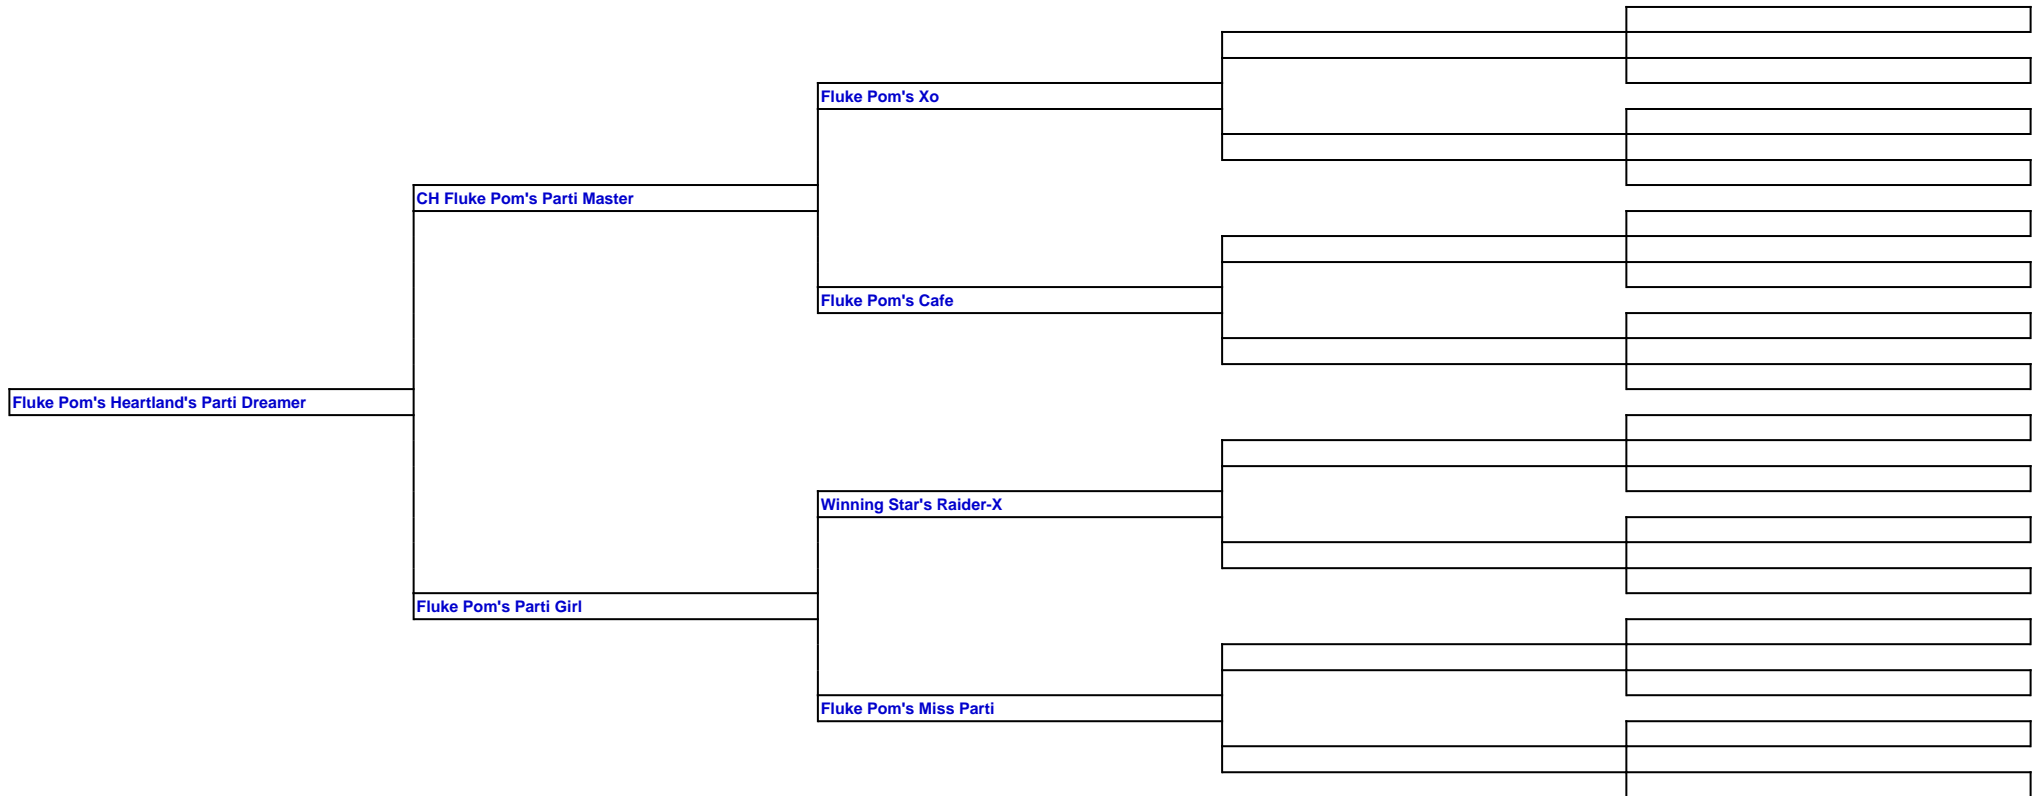 Fluke Pom's Xo
CH Fluke Pom's Parti Master
Fluke Pom's Cafe
Fluke Pom's Heartland's Parti Dreamer
Winning Star's Raider-X
Fluke Pom's Parti Girl
Fluke Pom's Miss Parti